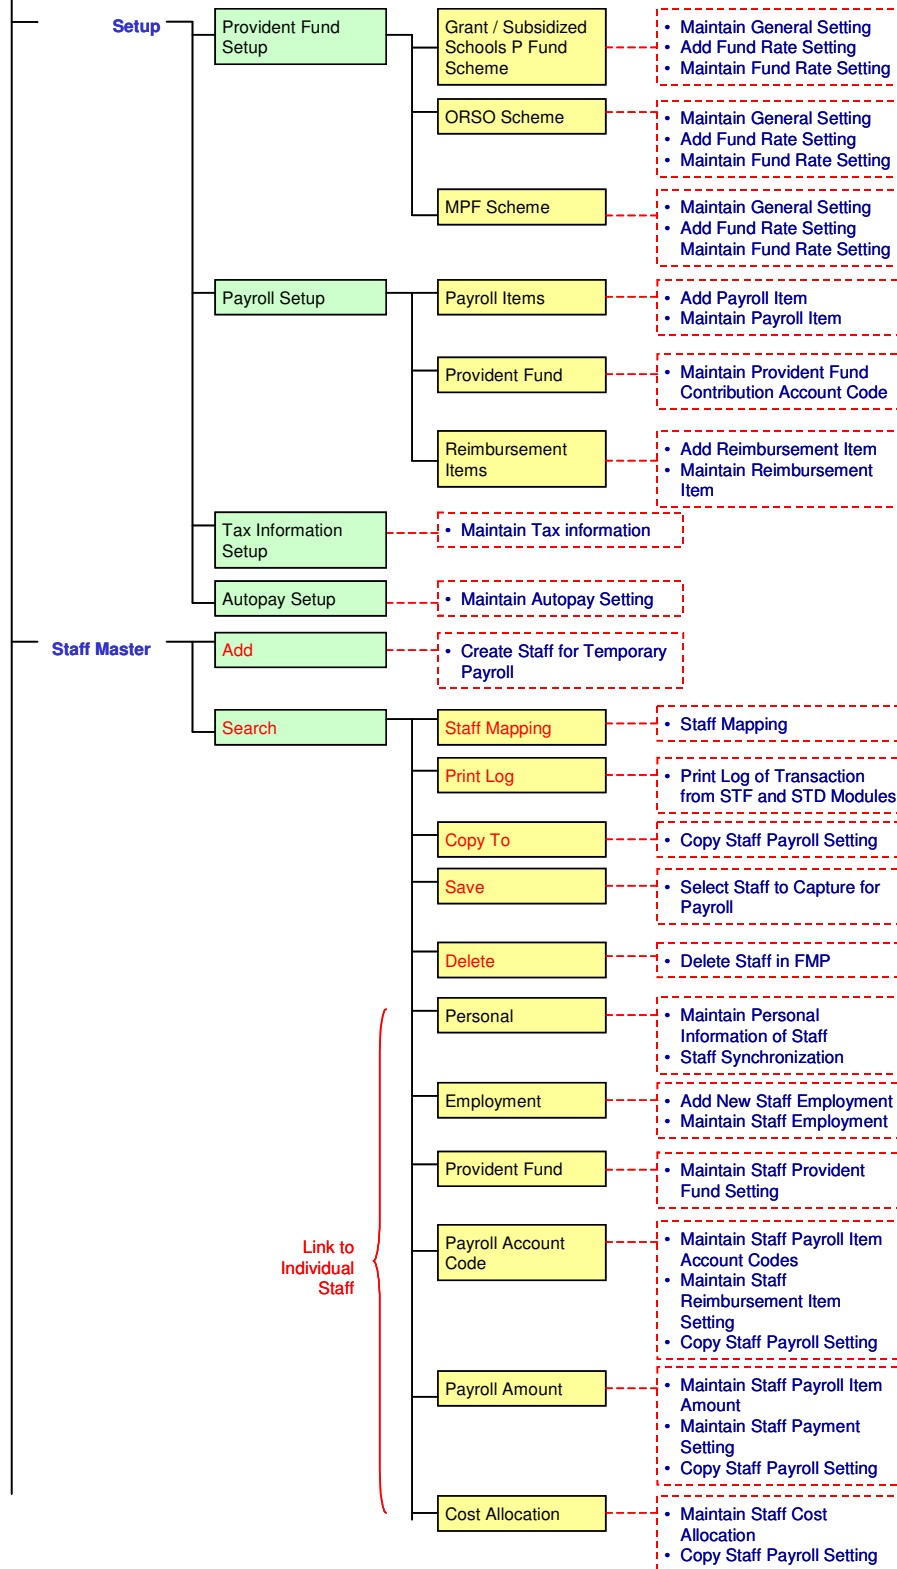 Setup
Provident Fund
Setup
Grant / Subsidized
Schools P Fund
Scheme
• Maintain General Setting
• Add Fund Rate Setting
• Maintain Fund Rate Setting
ORSO Scheme
• Maintain General Setting
• Add Fund Rate Setting
• Maintain Fund Rate Setting
MPF Scheme
• Maintain General Setting
• Add Fund Rate Setting
Maintain Fund Rate Setting
Payroll Setup
Payroll Items
• Add Payroll Item
• Maintain Payroll Item
Provident Fund
• Maintain Provident Fund
Contribution Account Code
Reimbursement
Items
• Add Reimbursement Item
• Maintain Reimbursement
Item
Tax Information
Setup
• Maintain Tax information
Autopay Setup
• Maintain Autopay Setting
Staff Master
Add
• Create Staff for Temporary
Payroll
Search
Staff Mapping
• Staff Mapping
Print Log
• Print Log of Transaction
from STF and STD Modules
Copy To
• Copy Staff Payroll Setting
Save
• Select Staff to Capture for
Payroll
Delete
• Delete Staff in FMP
Link to
Individual
Staff
Personal
• Maintain Personal
Information of Staff
• Staff Synchronization
Employment
• Add New Staff Employment
• Maintain Staff Employment
Provident Fund
• Maintain Staff Provident
Fund Setting
Payroll Account
Code
• Maintain Staff Payroll Item
Account Codes
• Maintain Staff
Reimbursement Item
Setting
• Copy Staff Payroll Setting
Payroll Amount
• Maintain Staff Payroll Item
Amount
• Maintain Staff Payment
Setting
• Copy Staff Payroll Setting
Cost Allocation
• Maintain Staff Cost
Allocation
• Copy Staff Payroll Setting